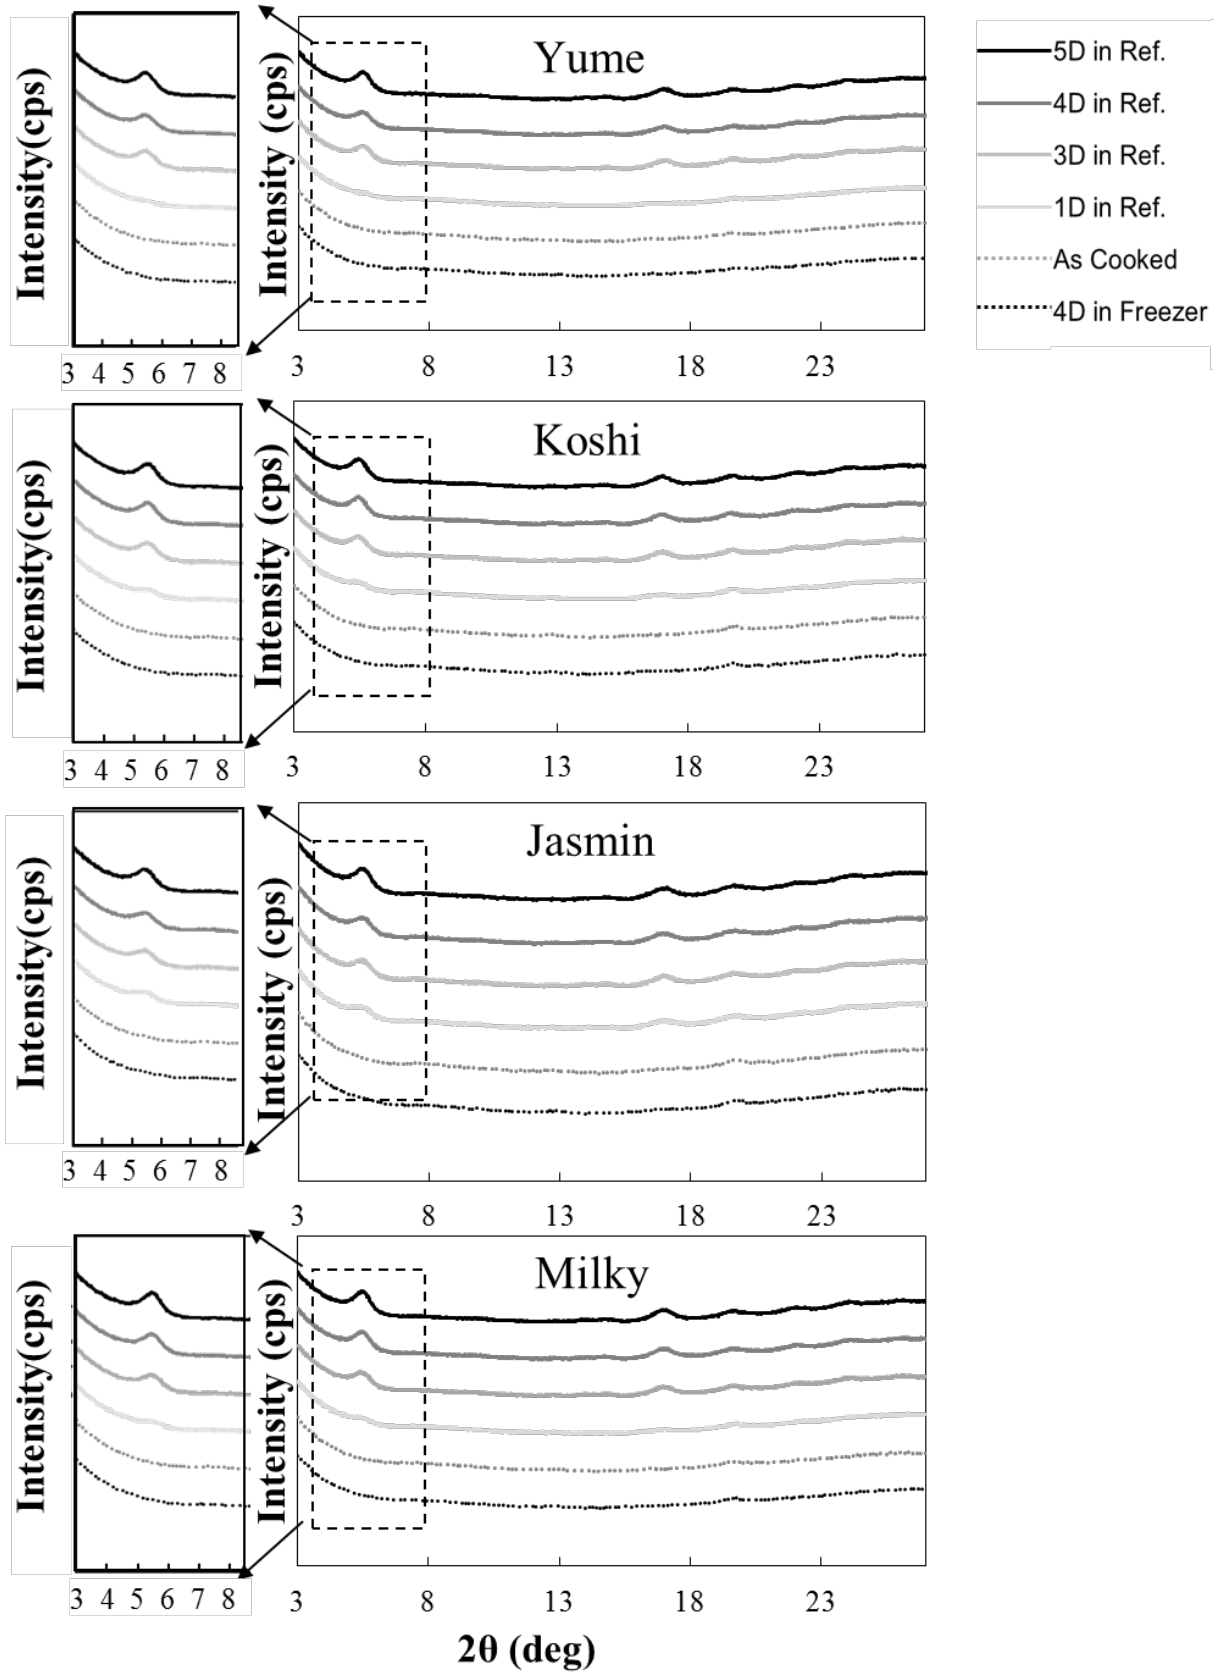 Yume
Intensity(cps)
Intensity (cps)
3 4 5 6 7 8
3 8 13 18 23
5D in Ref.
4D in Ref.
3D in Ref.
1D in Ref.
As Cooked
4D in Freezer
Koshi
Intensity(cps)
Intensity (cps)
3 4 5 6 7 8
3 8 13 18 23
Jasmin
Intensity(cps)
Intensity (cps)
3 4 5 6 7 8
3 8 13 18 23
Milky
Intensity(cps)
Intensity (cps)
3 4 5 6 7 8
3 8 13 18 23
2θ (deg)